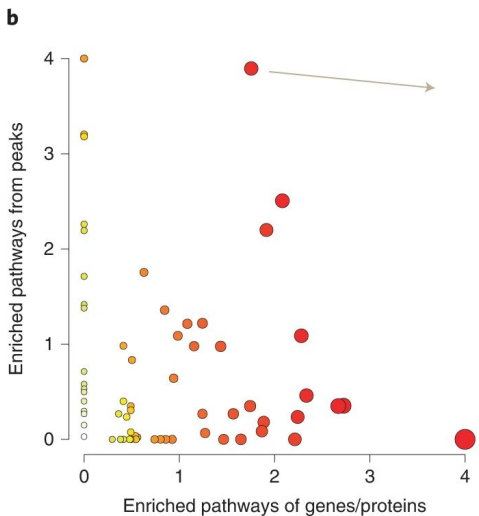 b
4
3
2
1
0
Enriched pathways from peaks
0 1 2 3 4
Enriched pathways of genes/proteins